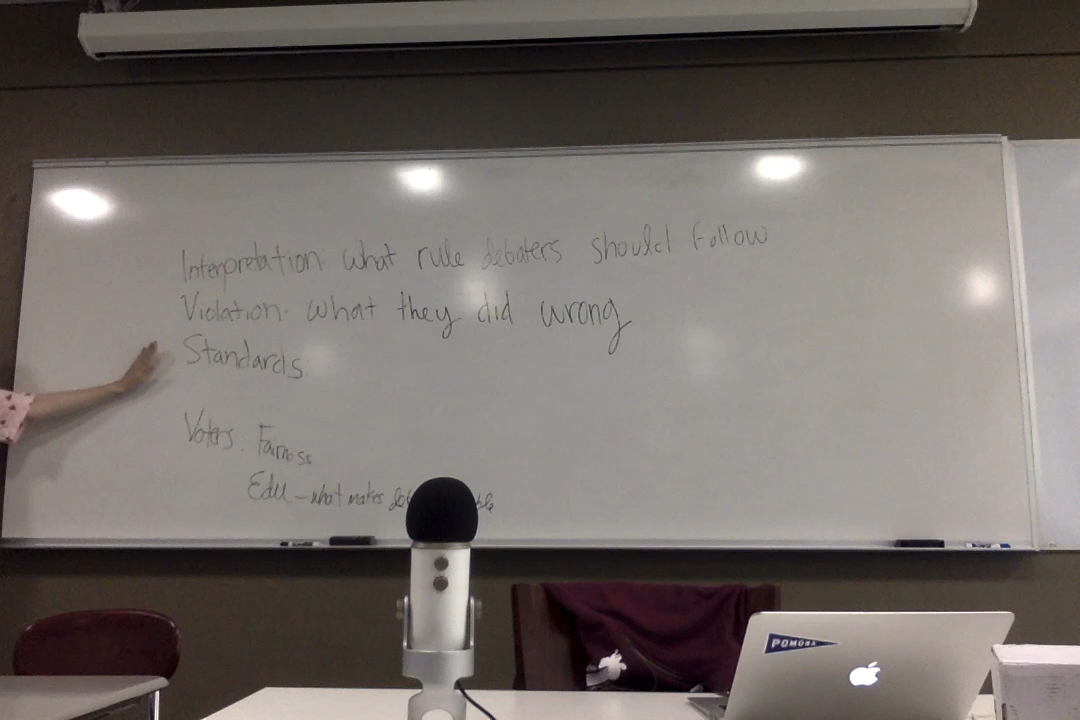 Interpretation: what rule debaters should follow
Violation - what they did wrong
Standards
Voters: Fairness
Edu - what makes
POMONA